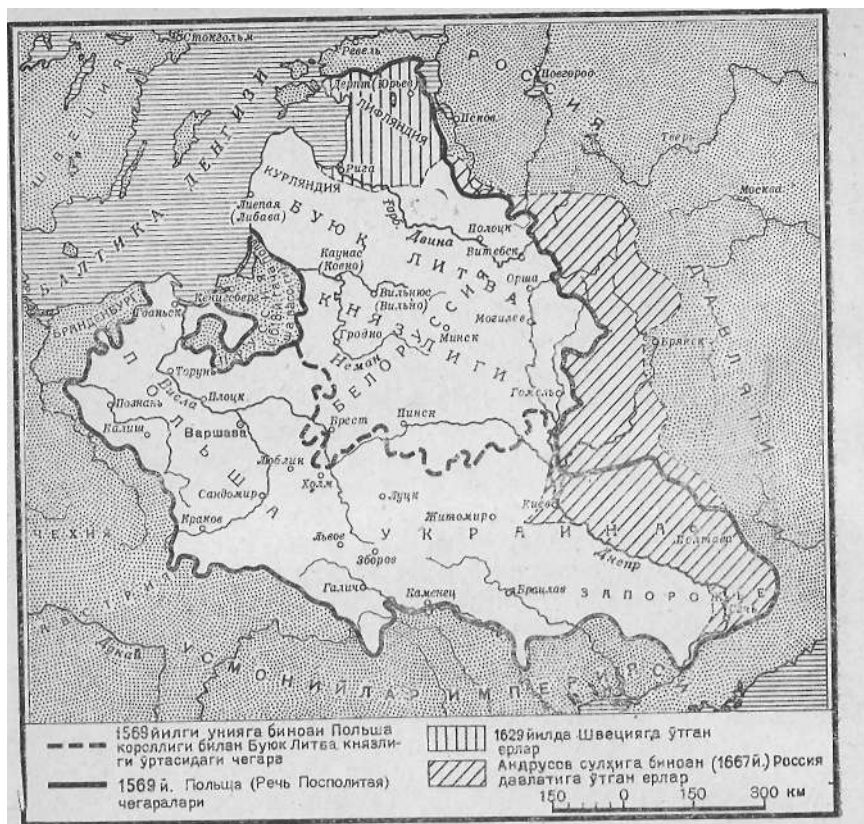 Стокгольм
Ревель
Р О С С И Я
Новгород
Дерпт (Юрьев)
ЛИФЛЯНДИЯ
Псков
ШВЕЦИЯ
Тверь
БАЛТИКА ДЕНГИЗИ
Рига
Москва
КУРЛЯНДИЯ
Лиепая
(Либава)
БУЮК ЛИТВА
КНЯЗЛИГИ
Двина
Полоцк
Витебск
Каунас
(Ковно)
Орша
ДАВЛАТИ
Кенигсберг
Вильнюс
(Вильно)
БЕЛОРУССИЯ
БРАНДЕНБУРГ
Гданьск
Могилев
Минск
Гродно
Неман
Брянск
ПОЛЬША
Торунь
Висла
Плоцк
Гомель
Познань
Калиш
Варшава
Брест
Пинск
Люблин
Холм
Сандомир
Луцк
Киев
Житомир
УКРАИНА
Полтава
Краков
ЧЕХИЯ
Львов
Зборов
Днепр
Галич
Каменец
Брацлав
ЗАПОРОЖЬЕ
Сечь
АВСТРИЯ
Дунай
УСМОНИЙЛАР ИМПЕРИЯСИ
1569 йилги унияга биноан Польша
короллиги билан Буюк Литва князли-
ги ўртасидаги чегара
1569 й. Польша (Речь Посполитая)
чегаралари
1629 йилда Швецияга ўтган
ерлар
Андрусов сулҳига биноан (1667й.) Россия
давлатига ўтган ерлар
150 0 150 300 км